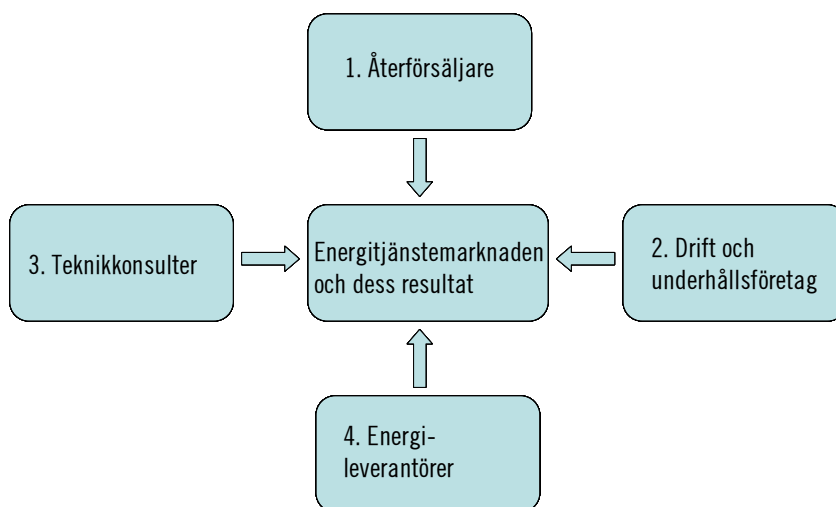 1. Återförsäljare
3. Teknikkonsulter
Energitjänstemarknaden
och dess resultat
2. Drift och
underhållsföretag
4. Energi-
leverantörer